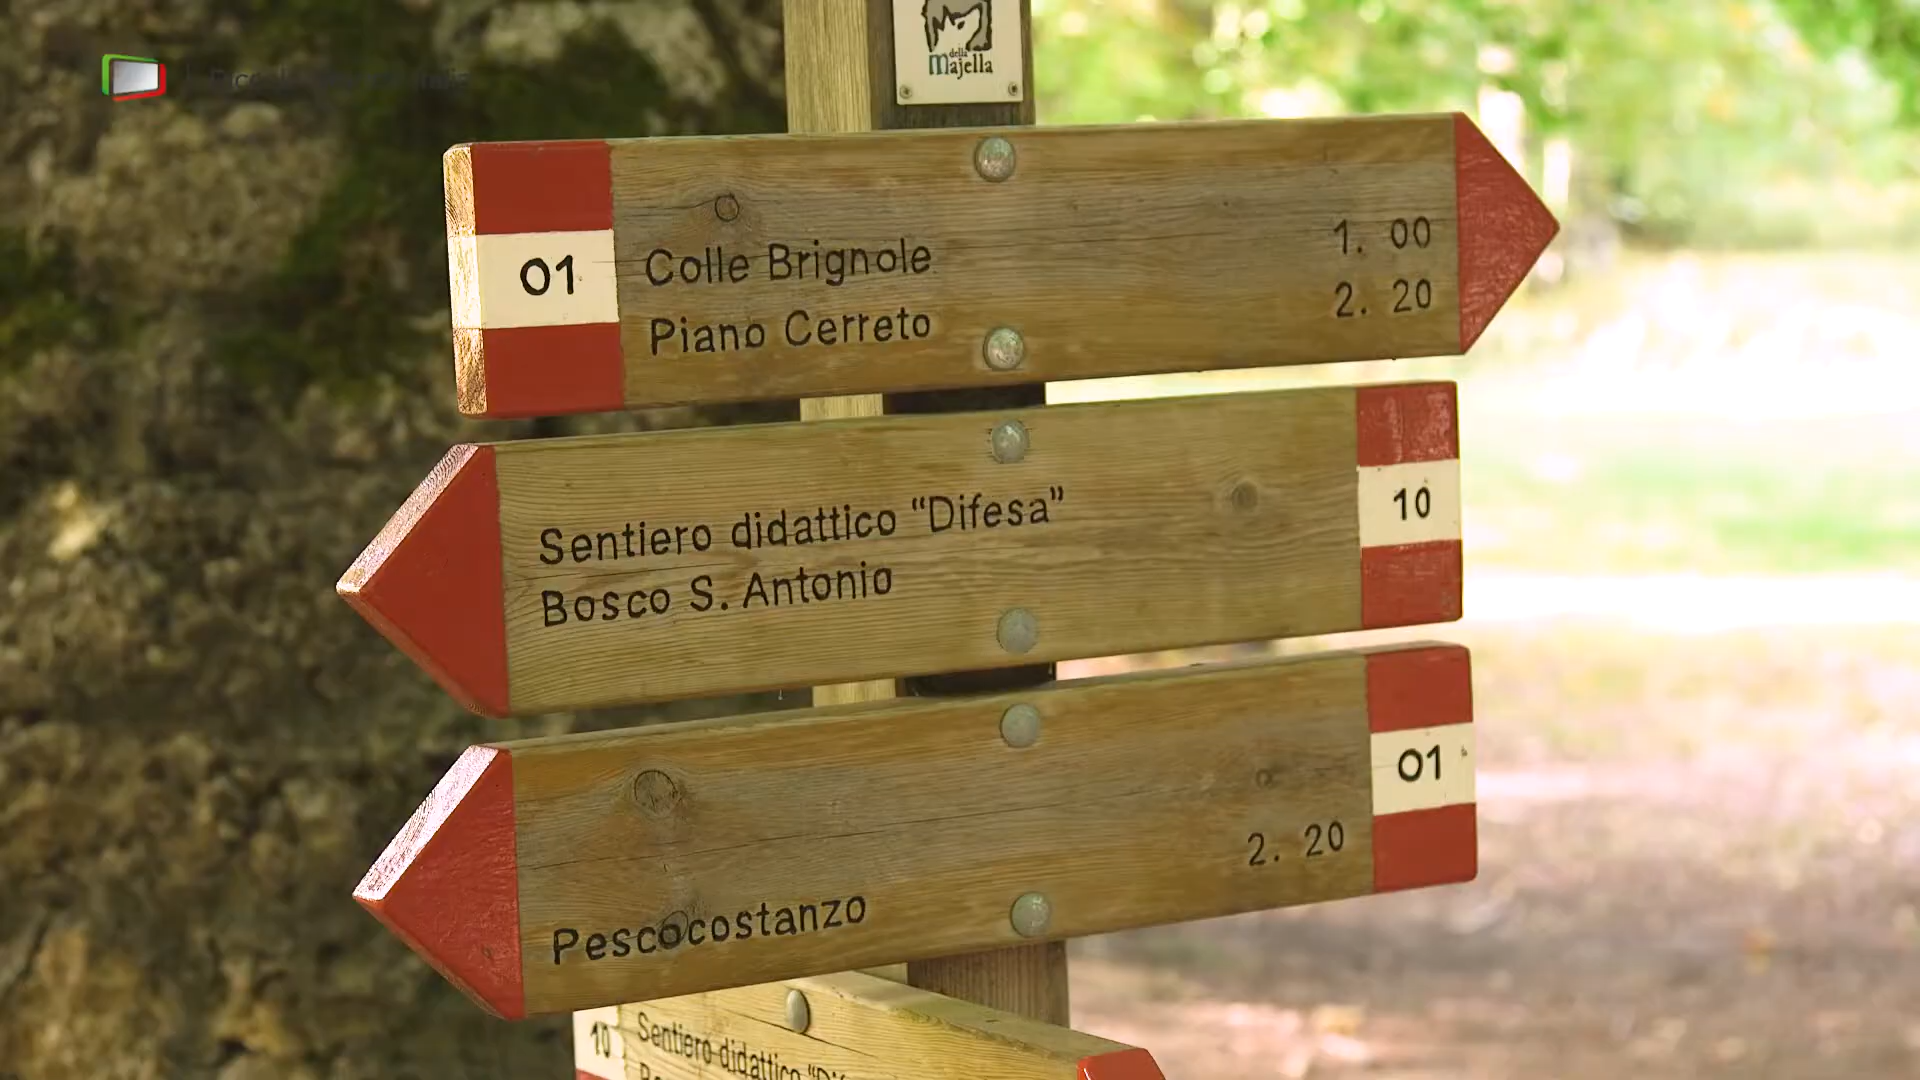 della
Majella
01
Colle Brignole 1. 00
Piano Cerreto 2. 20
Sentiero didattico “Difesa”
Bosco S. Antonio
10
01
2. 20
Pescocostanzo
10
Sentiero didattico